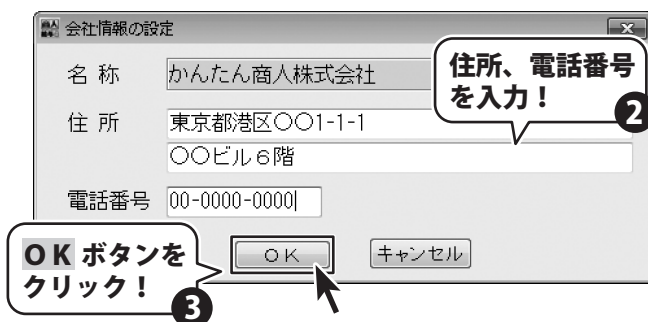 会社情報の設定
名 称 かんたん商人株式会社
住所、電話番号
を入力!
❷
住 所 東京都港区〇〇1-1-1
〇〇ビル6階
電話番号 00-0000-0000
OK ボタンを
クリック!
❸
OK キャンセル